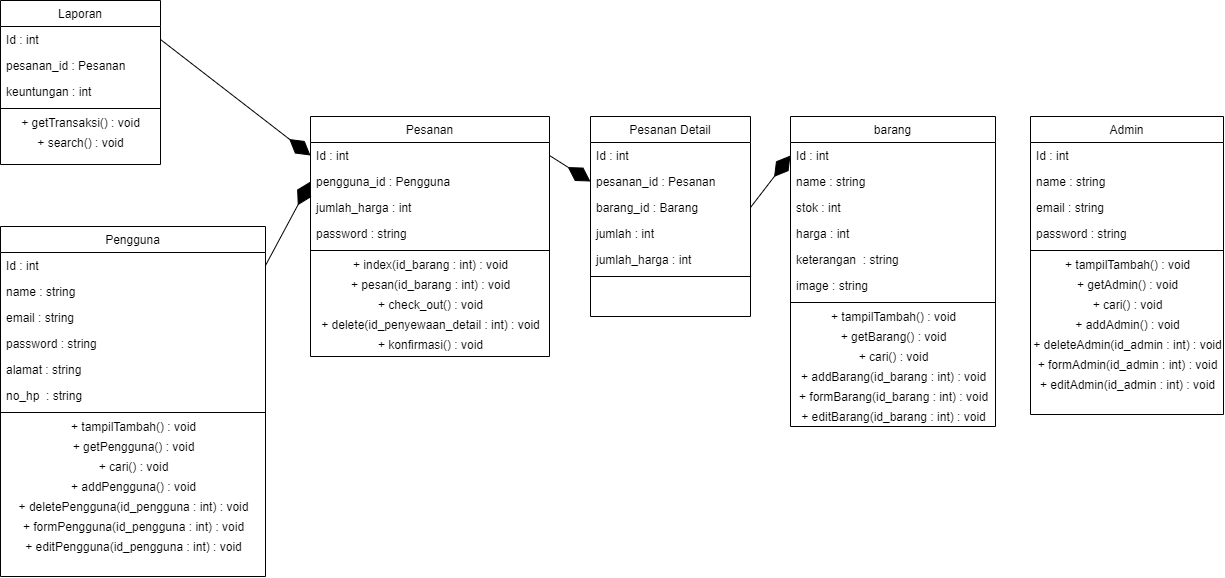 Laporan
Id : int
pesanan_id : Pesanan
keuntungan : int
+ getTransaksi() : void
+ search() : void
Pengguna
Id : int
name : string
email : string
password : string
alamat : string
no_hp  : string
+ tampilTambah() : void
+ getPengguna() : void
+ cari() : void
+ addPengguna() : void
+ deletePengguna(id_pengguna : int) : void
+ formPengguna(id_pengguna : int) : void
+ editPengguna(id_pengguna : int) : void
Pesanan
Id : int
pengguna_id : Pengguna
jumlah_harga : int
password : string
+ index(id_barang : int) : void
+ pesan(id_barang : int) : void
+ check_out() : void
+ delete(id_penyewaan_detail : int) : void
+ konfirmasi() : void
Pesanan Detail
Id : int
pesanan_id : Pesanan
barang_id : Barang
jumlah : int
jumlah_harga : int
barang
Id : int
name : string
stok : int
harga : int
keterangan  : string
image : string
+ tampilTambah() : void
+ getBarang() : void
+ cari() : void
+ addBarang(id_barang : int) : void
+ formBarang(id_barang : int) : void
+ editBarang(id_barang : int) : void
Admin
Id : int
name : string
email : string
password : string
+ tampilTambah() : void
+ getAdmin() : void
+ cari() : void
+ addAdmin() : void
+ deleteAdmin(id_admin : int) : void
+ formAdmin(id_admin : int) : void
+ editAdmin(id_admin : int) : void